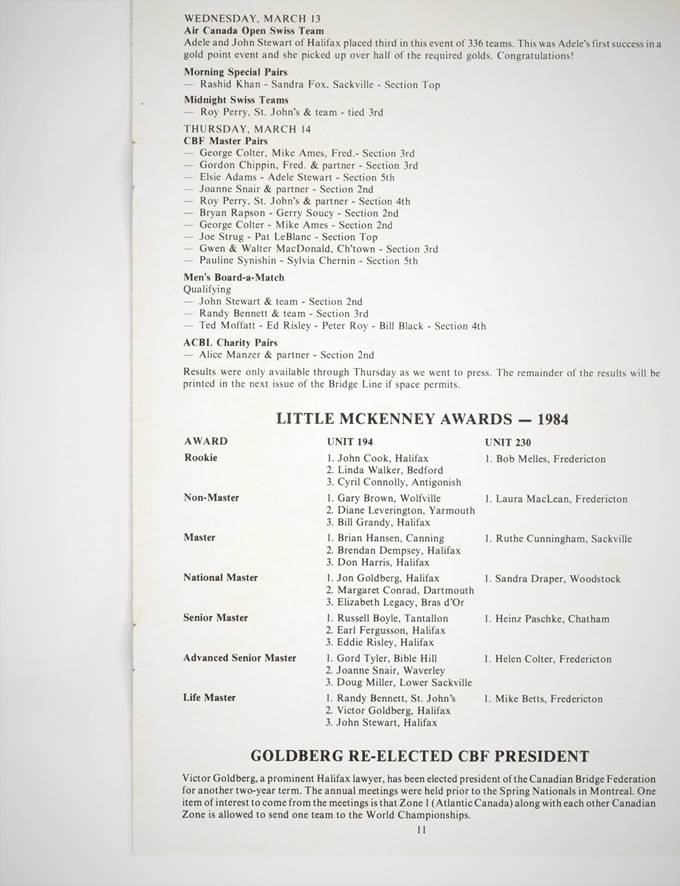 WEDNESDAY, MARCH 13
Air Canada Open Swiss Team
Adele and John Stewart of Halifax placed third in this event of 336 teams. This was Adele's first success in a
gold point event and she picked up over half of the required golds. Congratulations!
Morning Special Pairs
— Rashid Khan - Sandra Fox, Sackville - Section Top
Midnight Swiss Teams
— Roy Perry, St. John's & team - tied 3rd
THURSDAY, MARCH 14
CBF Master Pairs
— George Colter, Mike Ames, Fred.- Section 3rd
— Gordon Chippin, Fred. & partner - Section 3rd
— Elsie Adams - Adele Stewart - Section 5th
— Joanne Snair & partner - Section 2nd
— Roy Perry, St. John's & partner - Section 4th
— Bryan Rapson - Gerry Soucy - Section 2nd
— George Colter - Mike Ames - Section 2nd
— Joe Strug - Pat LeBlanc - Section Top
— Gwen & Walter MacDonald, Ch'town - Section 3rd
— Pauline Synishin - Sylvia Chernin - Section 5th
Men's Board-a-Match
Qualifying
— John Stewart & team - Section 2nd
— Randy Bennett & team - Section 3rd
— Ted Moffatt - Ed Risley - Peter Roy - Bill Black - Section 4th
ACBL Charity Pairs
— Alice Manzer & partner - Section 2nd
Results were only available through Thursday as we went to press. The remainder of the results will be
printed in the next issue of the Bridge Line if space permits.
LITTLE MCKENNEY AWARDS — 1984
AWARD UNIT 194 UNIT 230
Rookie 1. John Cook, Halifax 1. Bob Melles, Fredericton
2. Linda Walker, Bedford
3. Cyril Connolly, Antigonish
Non-Master 1. Gary Brown, Wolfville 1. Laura MacLean, Fredericton
2. Diane Leverington, Yarmouth
3. Bill Grandy, Halifax
Master 1. Brian Hansen, Canning 1. Ruthe Cunningham, Sackville
2. Brendan Dempsey, Halifax
3. Don Harris, Halifax
National Master 1. Jon Goldberg, Halifax 1. Sandra Draper, Woodstock
2. Margaret Conrad, Dartmouth
3. Elizabeth Legacy, Bras d'Or
Senior Master 1. Russell Boyle, Tantallon 1. Heinz Paschke, Chatham
2. Earl Fergusson, Halifax
3. Eddie Risley, Halifax
Advanced Senior Master 1. Gord Tyler, Bible Hill 1. Helen Colter, Fredericton
2. Joanne Snair, Waverley
3. Doug Miller, Lower Sackville
Life Master 1. Randy Bennett, St. John's 1. Mike Betts, Fredericton
2. Victor Goldberg, Halifax
3. John Stewart, Halifax
GOLDBERG RE-ELECTED CBF PRESIDENT
Victor Goldberg, a prominent Halifax lawyer, has been elected president of the Canadian Bridge Federation
for another two-year term. The annual meetings were held prior to the Spring Nationals in Montreal. One
item of interest to come from the meetings is that Zone 1 (Atlantic Canada) along with each other Canadian
Zone is allowed to send one team to the World Championships.
11